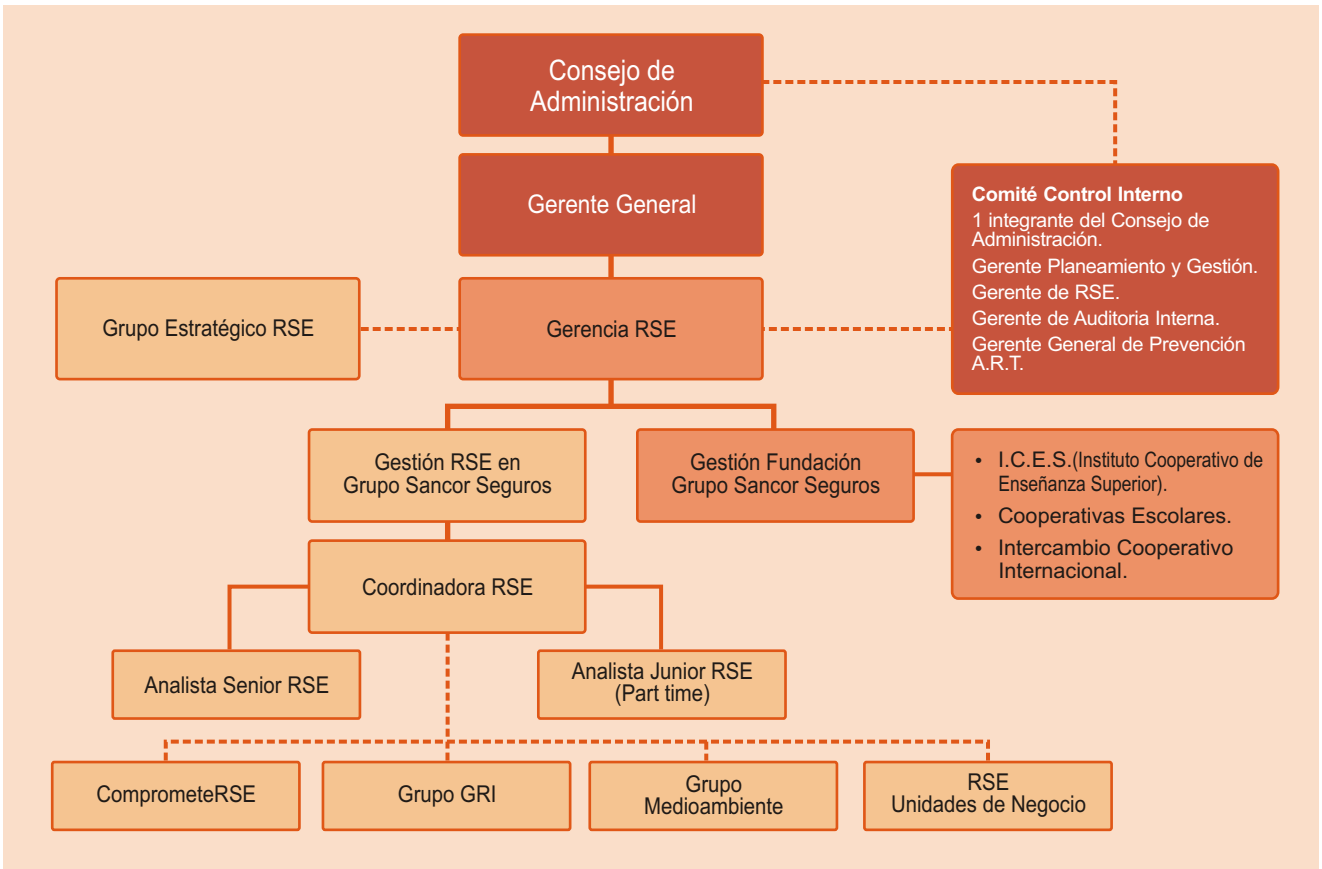 Consejo de
Administración
Gerente General
Comité Control Interno
1 integrante del Consejo de
Administración.
Gerente Planeamiento y Gestión.
Gerente de RSE.
Gerente de Auditoria Interna.
Gerente General de Prevención
A.R.T.
Grupo Estratégico RSE
Gerencia RSE
Gestión RSE en
Grupo Sancor Seguros
Gestión Fundación
Grupo Sancor Seguros
• I.C.E.S.(Instituto Cooperativo de
Enseñanza Superior).
• Cooperativas Escolares.
• Intercambio Cooperativo
Internacional.
Coordinadora RSE
Analista Senior RSE
Analista Junior RSE
(Part time)
ComprometeRSE
Grupo GRI
Grupo
Medioambiente
RSE
Unidades de Negocio